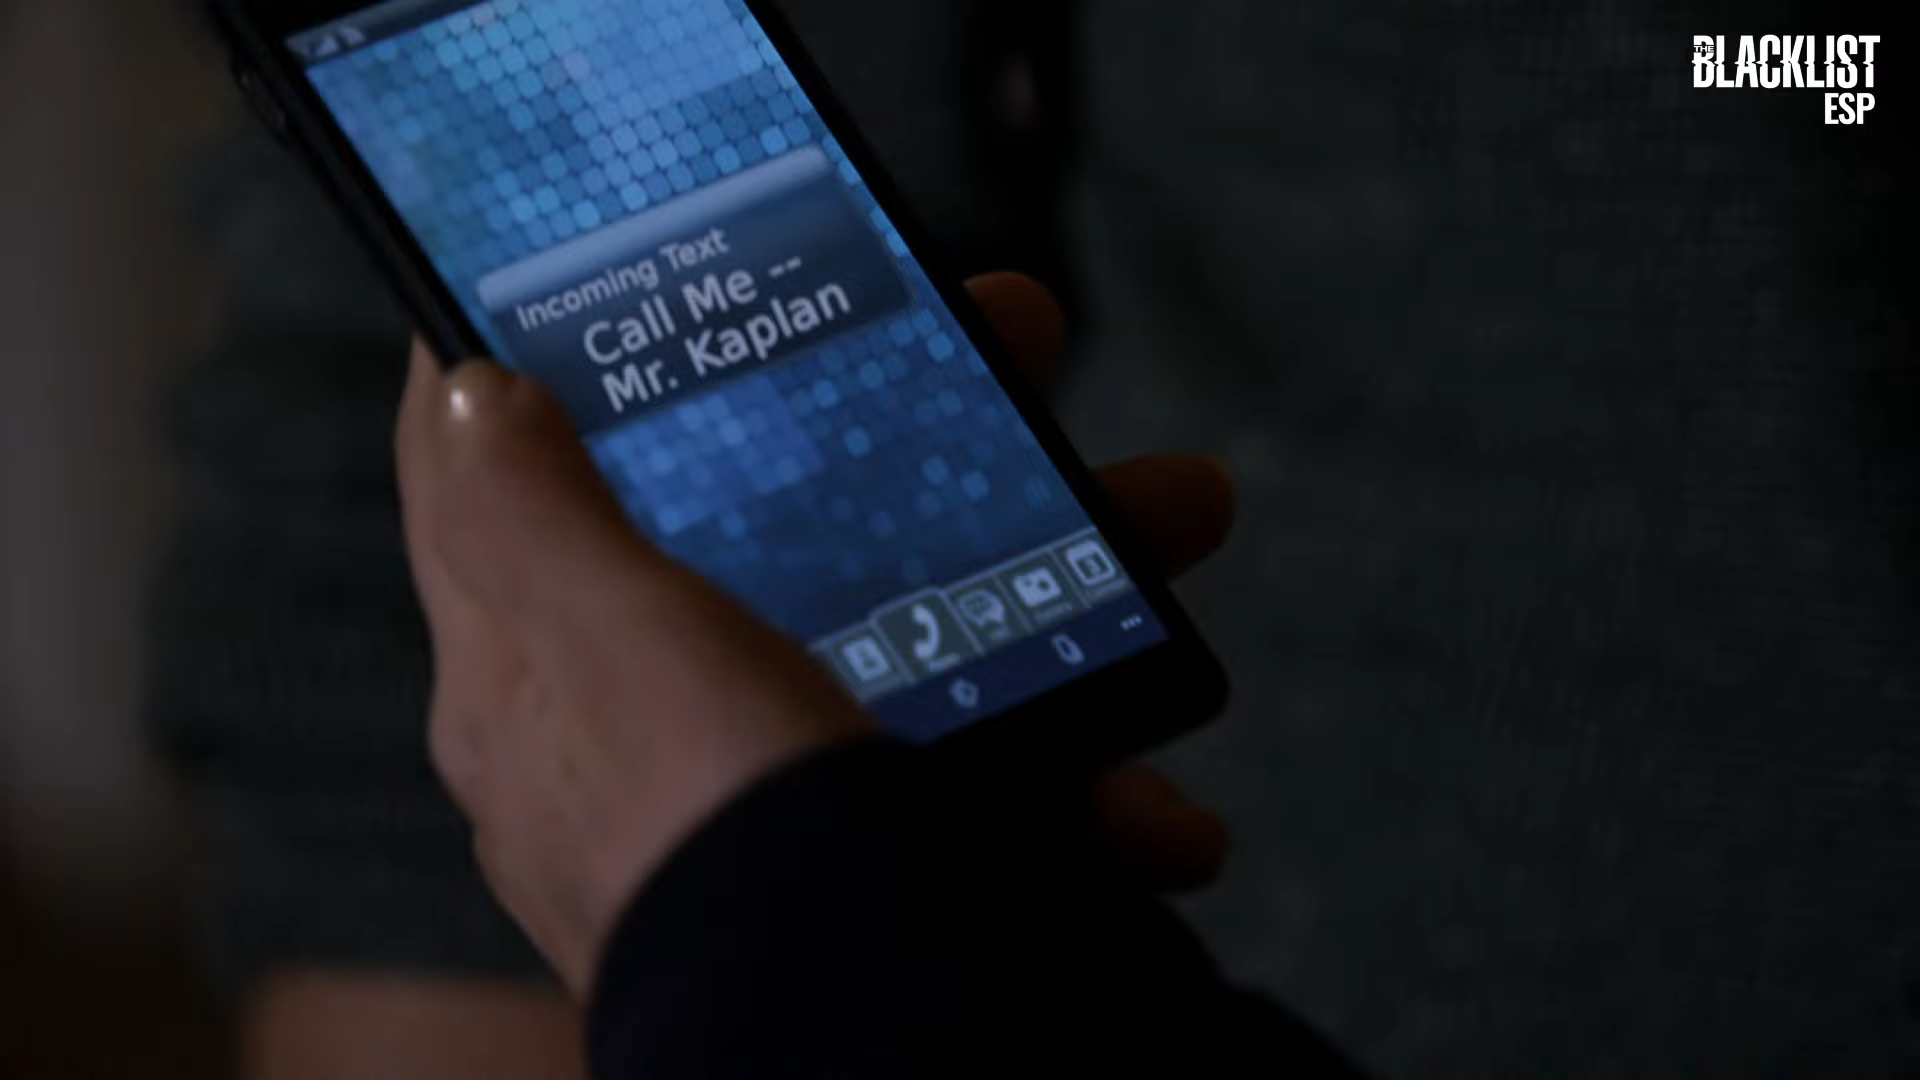 THE
BLACKLIST
ESP
Incoming Text
Call Me --
Mr. Kaplan